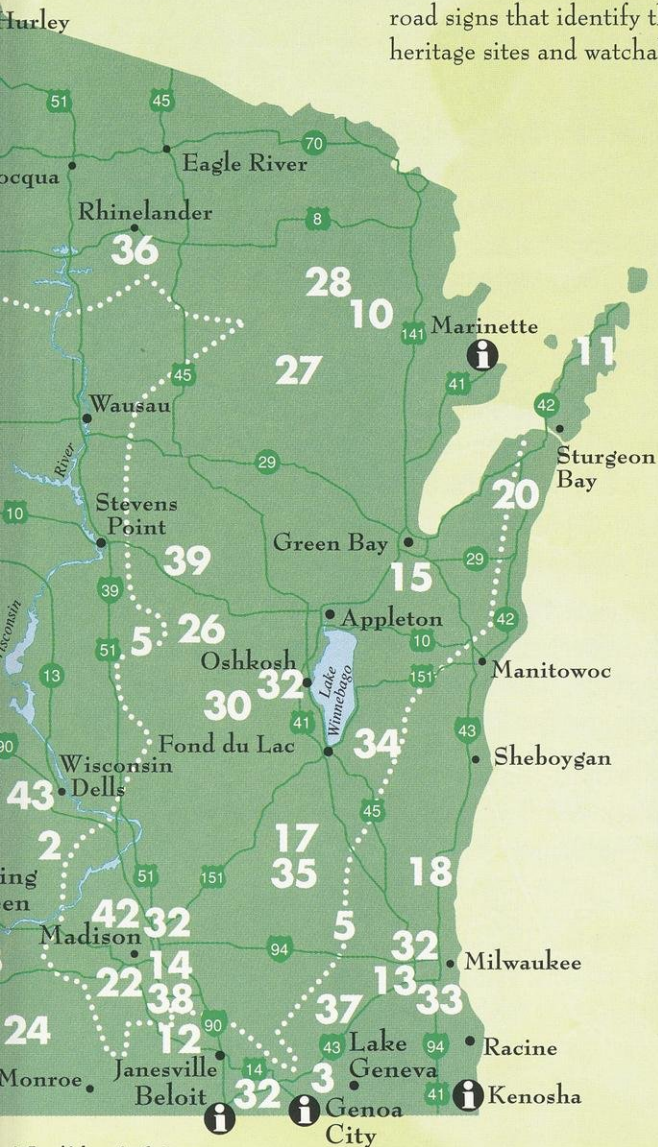 Hurley
road signs that identify t
heritage sites and watcha
51
45
70
Eagle River
ocqua
Rhinelander
8
36
28
10
141
Marinette
i
11
27
45
41
42
Wausau
Sturgeon
Bay
29
River
20
10
Stevens
Point
Green Bay
39
15
29
39
Appleton
42
isconsin
5
26
10
51
Oshkosh
32
Lake
Winnebago
151
Manitowoc
13
30
41
43
90
Fond du Lac
34
Sheboygan
Wisconsin
Dells
43
45
2
17
35
18
ing
een
51
151
42
32
5
Madison
94
32
Milwaukee
14
13
22
38
37
33
24
12
90
43
Lake
Geneva
94
Racine
Monroe
Janesville
14
3
Beloit
32
41
i
Kenosha
i
i
Genoa
City